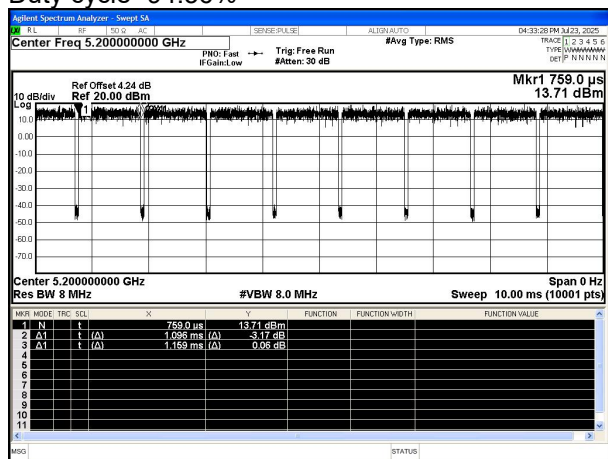 Agilent Spectrum Analyzer - Swept SA
RL RF 50 Ω AC SENSE:PULSE ALIGN AUTO 04:33:28 PM Jul 23, 2025
Center Freq 5.200000000 GHz #Avg Type: RMS TRACE 1 2 3 4 5 6
PNO: Fast Trig: Free Run TYPE
IFGain:Low #Atten: 30 dB DET P N N N N N
Mkr1 759.0 µs
Ref Offset 4.24 dB
10 dB/div Ref 20.00 dBm 13.71 dBm
Log
1
10.0
0.00
-10.0
-20.0
-30.0
-40.0
-50.0
-60.0
-70.0
Center 5.200000000 GHz Span 0 Hz
Res BW 8 MHz #VBW 8.0 MHz Sweep 10.00 ms (10001 pts)
MKR MODE TRC SCL X Y FUNCTION FUNCTION WIDTH FUNCTION VALUE
1 N t 759.0 µs 13.71 dBm
2 Δ1 t (Δ) 1.096 ms (Δ) -3.17 dB
3 Δ1 t (Δ) 1.159 ms (Δ) 0.06 dB
4
5
6
7
8
9
10
11
MSG STATUS